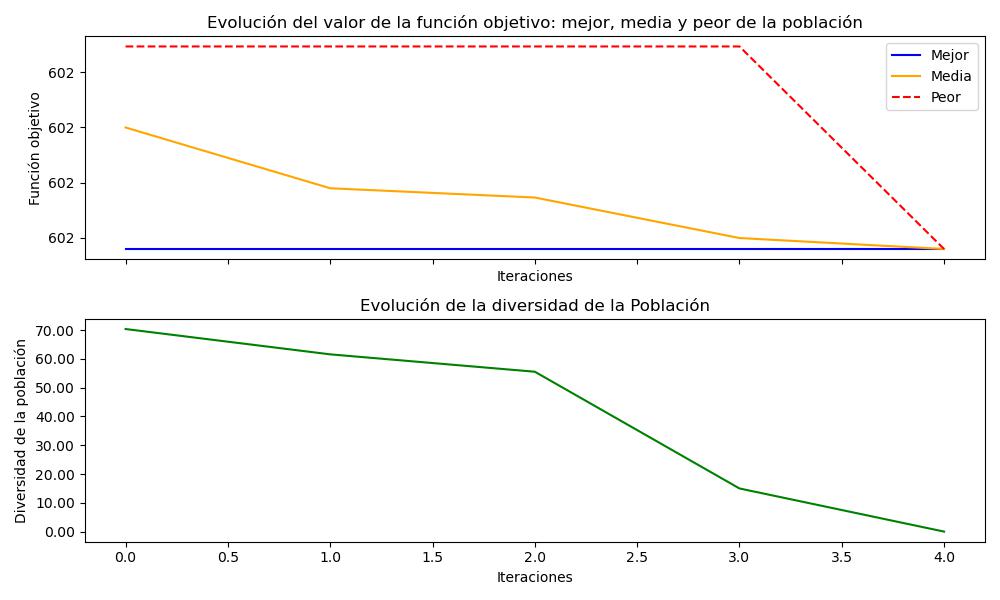 Evolución del valor de la función objetivo: mejor, media y peor de la población
Función objetivo
602
602
602
602
Mejor
Media
Peor
Iteraciones
Evolución de la diversidad de la Población
Diversidad de la población
70.00
60.00
50.00
40.00
30.00
20.00
10.00
0.00
0.0 0.5 1.0 1.5 2.0 2.5 3.0 3.5 4.0
Iteraciones